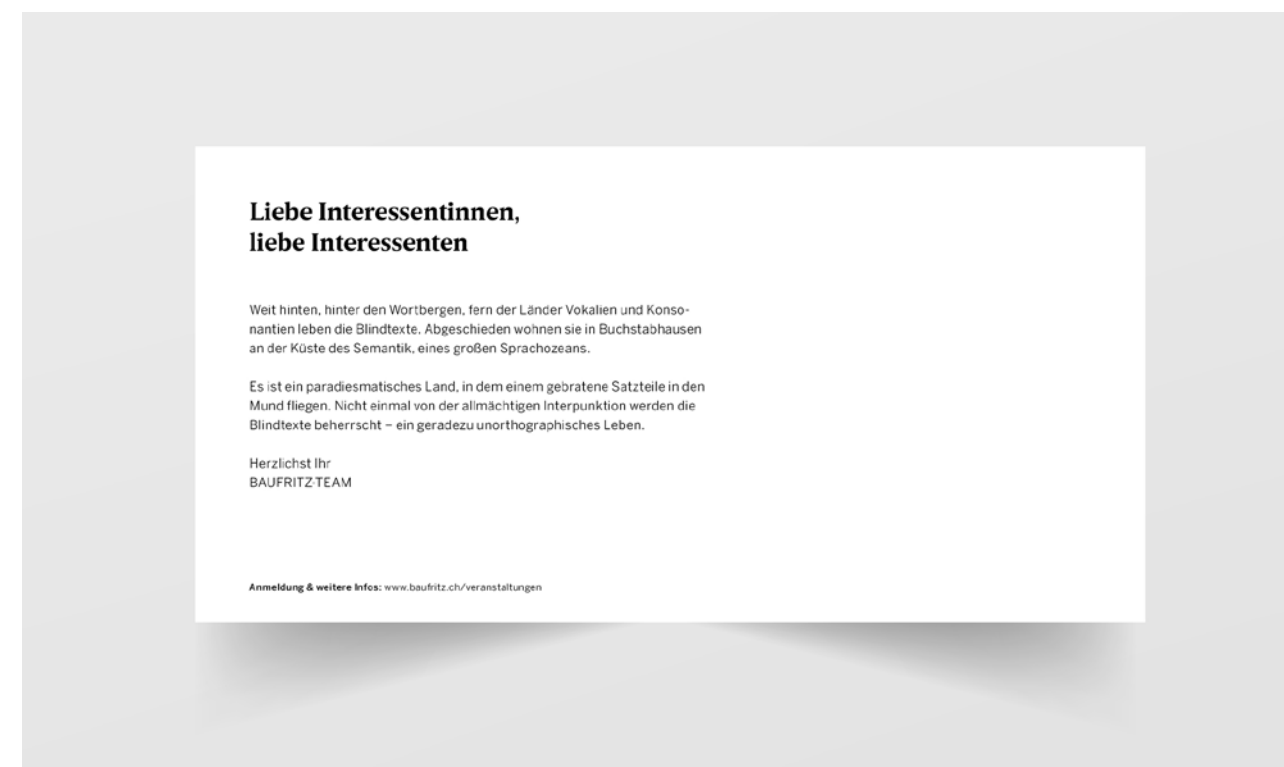 Liebe Interessentinnen,
liebe Interessenten
Weit hinten, hinter den Wortbergen, fern der Länder Vokalien und Konso-
nantien leben die Blindtexte. Abgeschieden wohnen sie in Buchstabhausen
an der Küste des Semantik, eines großen Sprachozeans.
Es ist ein paradiesmatisches Land, in dem einem gebratene Satzteile in den
Mund fliegen. Nicht einmal von der allmächtigen Interpunktion werden die
Blindtexte beherrscht – ein geradezu unorthographisches Leben.
Herzlichst Ihr
BAUFRITZ-TEAM
Anmeldung & weitere Infos: www.baufritz.ch/veranstaltungen